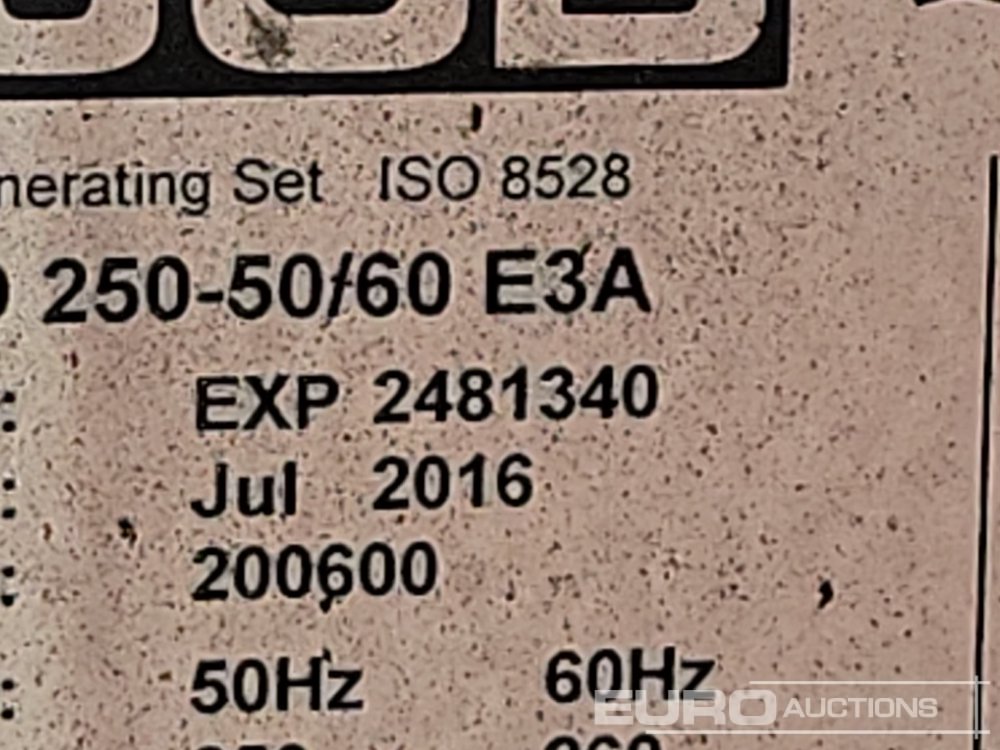 nerating Set ISO 8528
250-50/60 E3A
: EXP 2481340
: Jul 2016
: 200600
: 50Hz 60Hz
EURO AUCTIONS